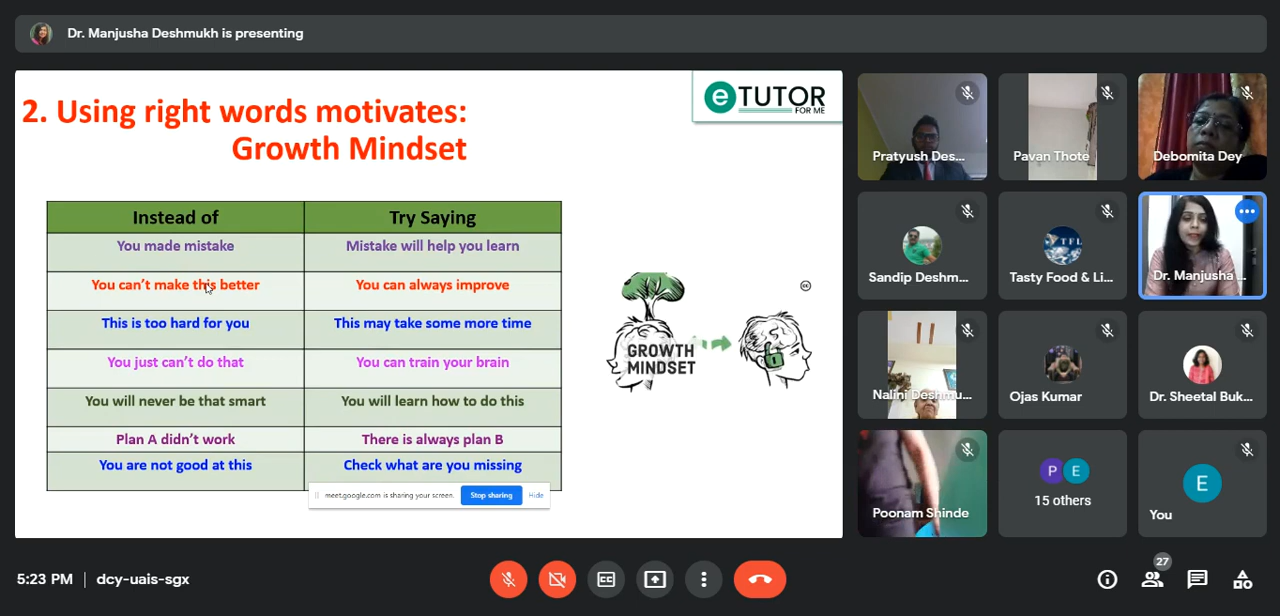 Dr. Manjusha Deshmukh is presenting
2. Using right words motivates:
Growth Mindset
e TUTOR
FOR ME
Instead of
Try Saying
You made mistake
Mistake will help you learn
You can't make this better
You can always improve
This is too hard for you
This may take some more time
You just can't do that
You can train your brain
You will never be that smart
You will learn how to do this
Plan A didn't work
There is always plan B
You are not good at this
Check what are you missing
GROWTH
MINDSET
meet.google.com is sharing your screen.
Stop sharing
Hide
Pratyush Des...
Pavan Thote
Debomita Dey
Sandip Deshm...
TFL
Tasty Food & Li...
Dr. Manjusha ...
Nalini Deshmu...
Ojas Kumar
Dr. Sheetal Buk...
Poonam Shinde
P
E
15 others
E
You
5:23 PM | dcy-uais-sgx
CC
27